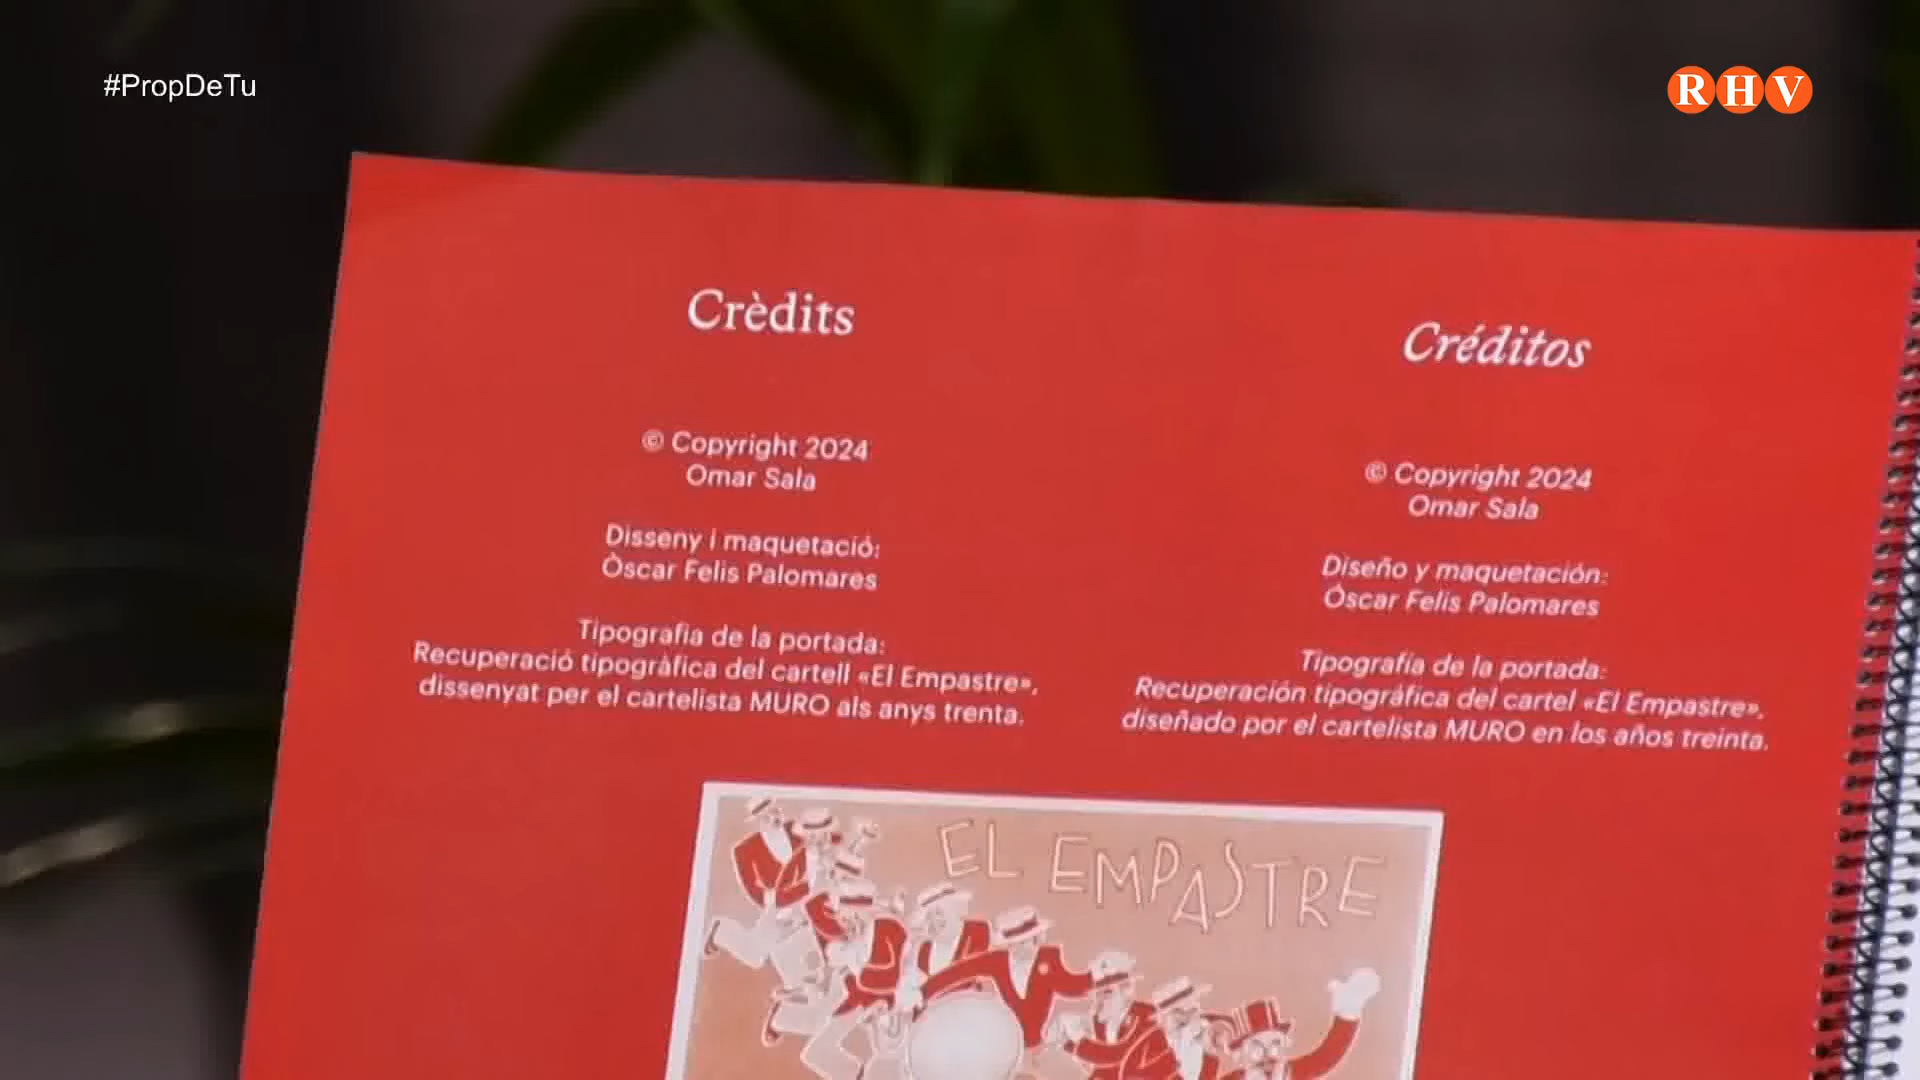 #PropDeTu
RHV
Crèdits
© Copyright 2024
Omar Sala
Disseny i maquetació:
Òscar Felis Palomares
Tipografia de la portada:
Recuperació tipogràfica del cartell «El Empastre»,
dissenyat per el cartelista MURO als anys trenta.
Créditos
© Copyright 2024
Omar Sala
Diseño y maquetación:
Òscar Felis Palomares
Tipografía de la portada:
Recuperación tipográfica del cartel «El Empastre»,
diseñado por el cartelista MURO en los años treinta.
EL EMPASTRE